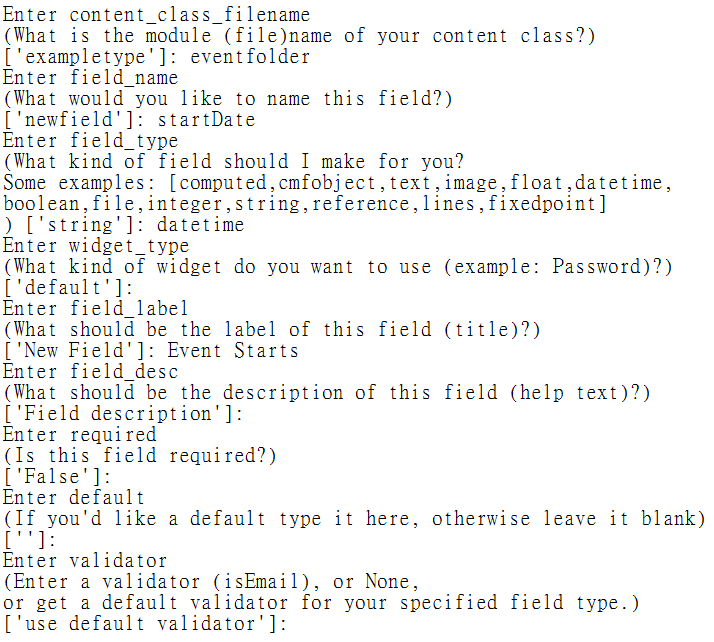 Enter content_class_filename
(What is the module (file)name of your content class?)
['exampletype']: eventfolder
Enter field_name
(What would you like to name this field?)
['newfield']: startDate
Enter field_type
(What kind of field should I make for you?
Some examples: [computed,cmfobject,text,image,float,datetime,
boolean,file,integer,string,reference,lines,fixedpoint]
) ['string']: datetime
Enter widget_type
(What kind of widget do you want to use (example: Password)?)
['default']:
Enter field_label
(What should be the label of this field (title)?)
['New Field']: Event Starts
Enter field_desc
(What should be the description of this field (help text)?)
['Field description']:
Enter required
(Is this field required?)
['False']:
Enter default
(If you'd like a default type it here, otherwise leave it blank)
['']:
Enter validator
(Enter a validator (isEmail), or None,
or get a default validator for your specified field type.)
['use default validator']: